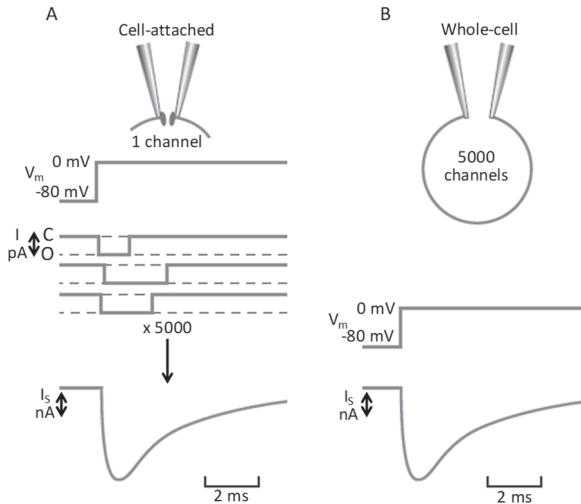 A
Cell-attached
1 channel
0 mV
Vm
-80 mV
I
C
pA
O
x 5000
IS
nA
2 ms
B
Whole-cell
5000
channels
0 mV
Vm
-80 mV
IS
nA
2 ms